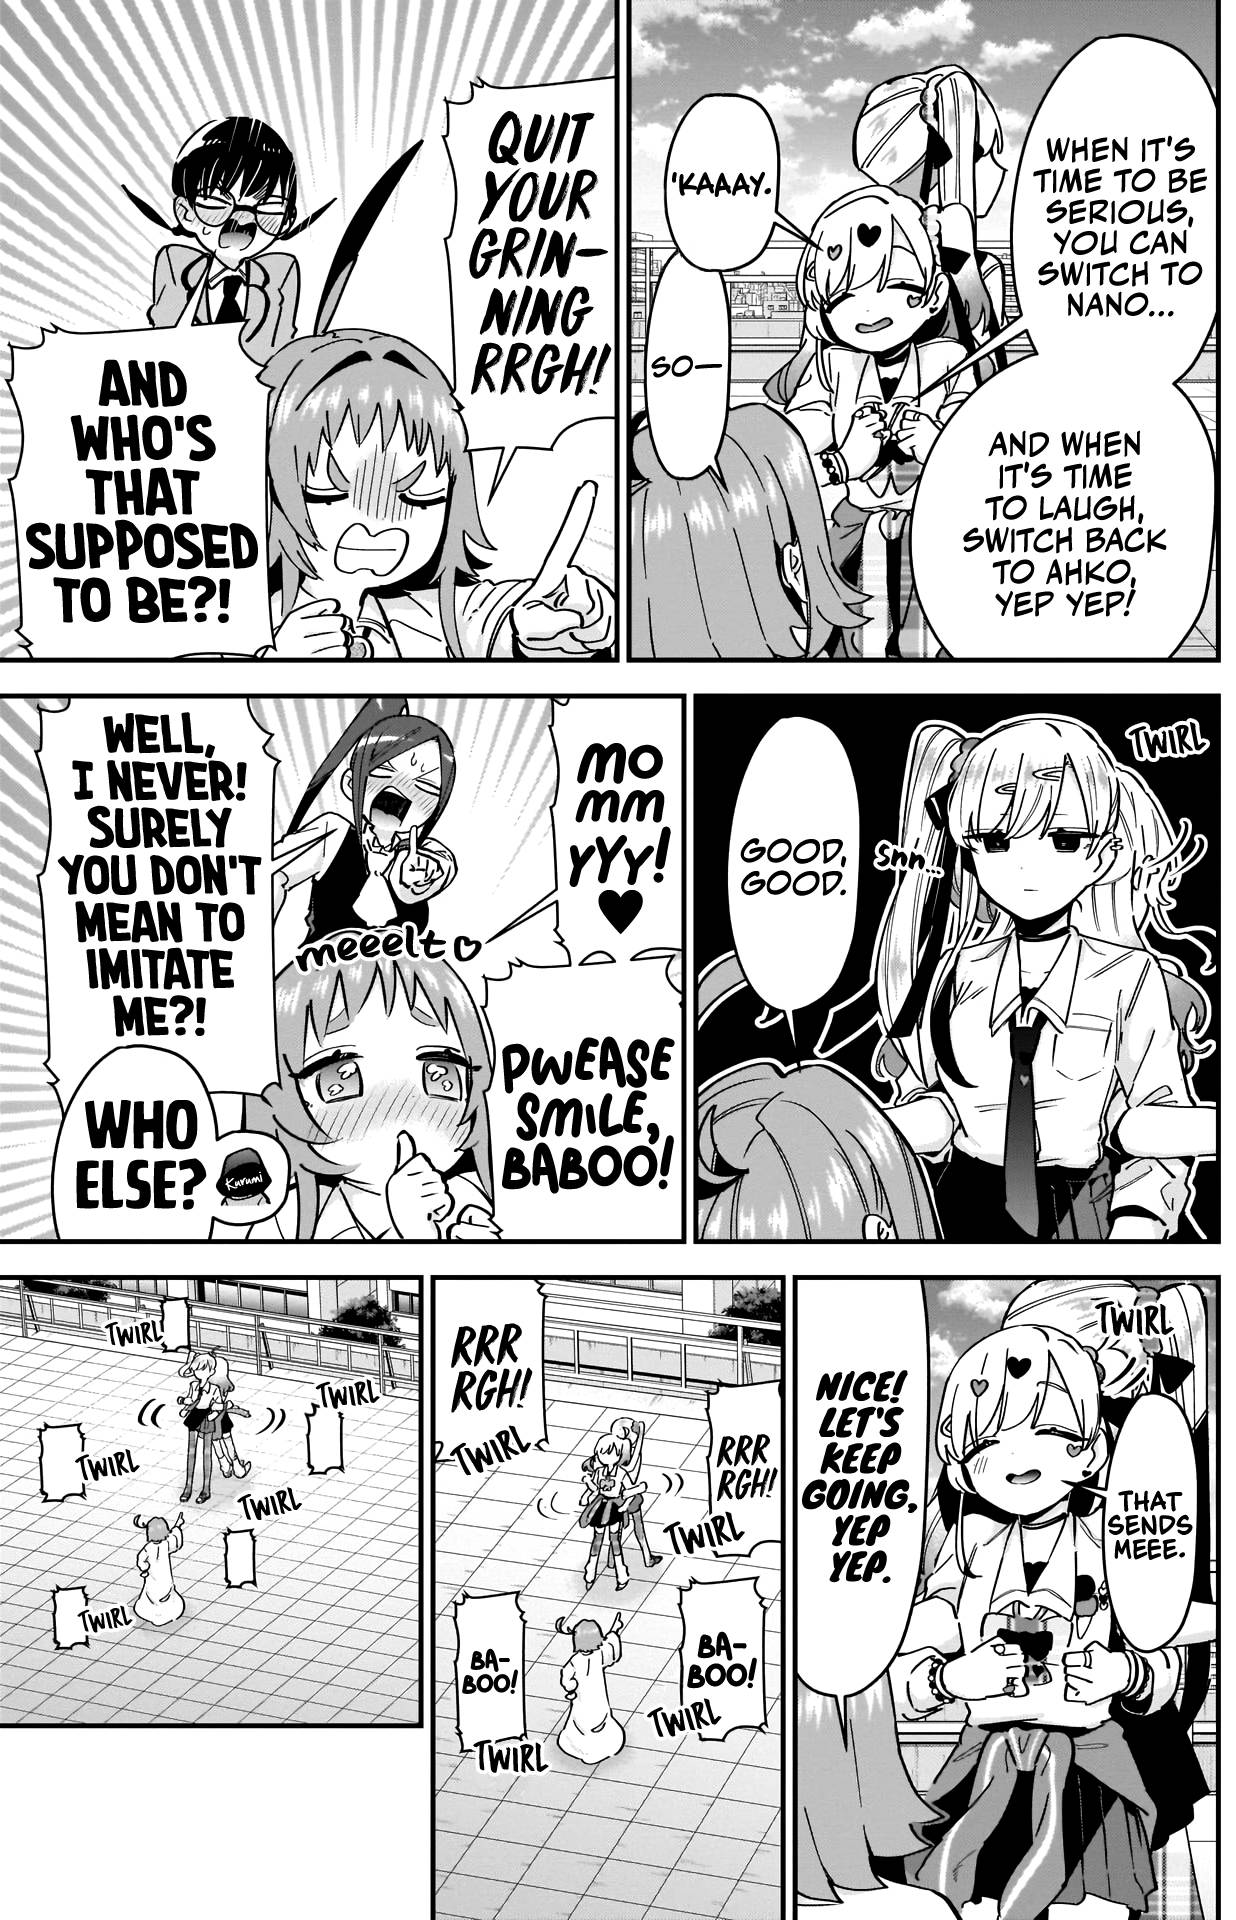 WHEN IT'S
TIME TO BE
SERIOUS,
YOU CAN
SWITCH TO
NANO...
AND WHEN
IT'S TIME
TO LAUGH,
SWITCH BACK
TO AHKO,
YEP YEP!
'KAAAY.
SO—
QUIT
YOUR
GRIN—
NING
RRGH!
AND
WHO'S
THAT
SUPPOSED
TO BE?!
TWIRL
Snn...
GOOD,
GOOD.
MO
MM
YYY!
♥
PWEASE
SMILE,
BABOO!
meeelt♡
WELL,
I NEVER!
SURELY
YOU DON'T
MEAN TO
IMITATE
ME?!
WHO
ELSE?
Kurumi
TWIRL
THAT
SENDS
MEEE.
NICE!
LET'S
KEEP
GOING,
YEP
YEP.
RRR
RGH!
TWIRL
RRR
RGH!
TWIRL
BA-
BOO!
TWIRL
BA-
BOO!
TWIRL
TWIRL
TWIRL
TWIRL
TWIRL
TWIRL